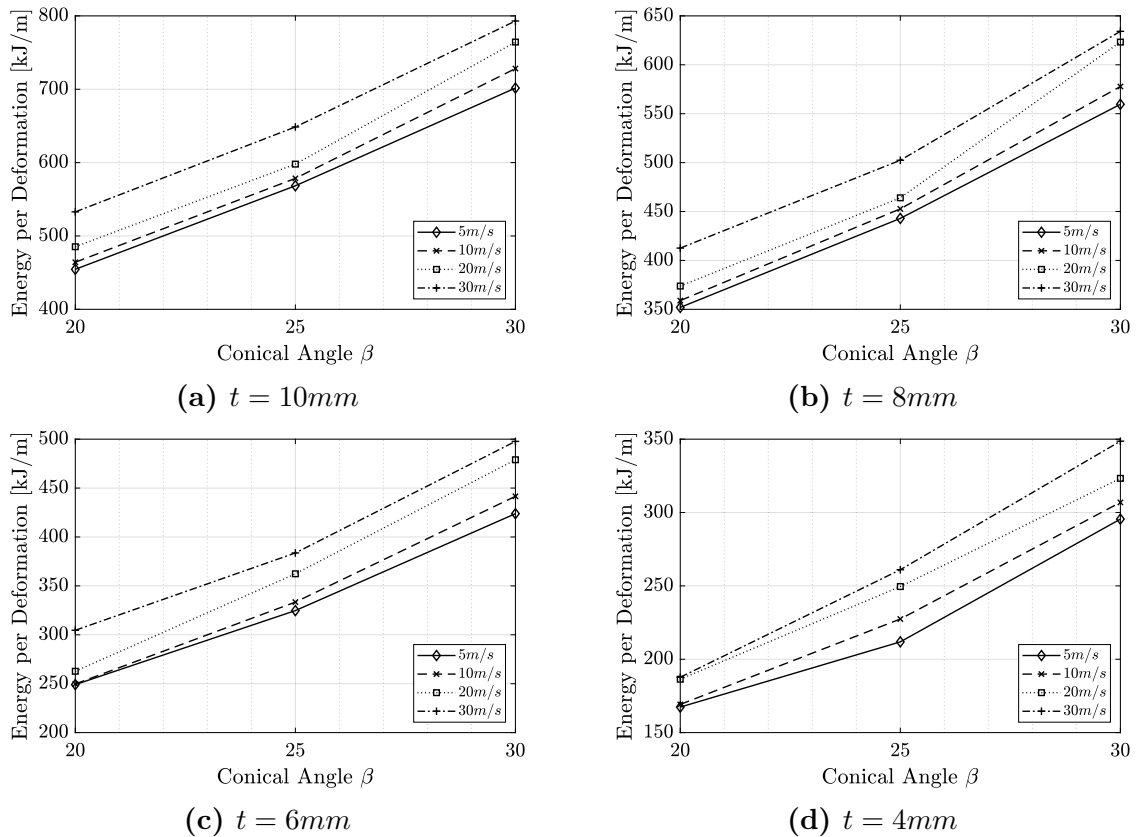 Energy per Deformation [kJ/m]
800
700
600
500
400
20
25
30
Conical Angle β
5m/s
10m/s
20m/s
30m/s
(a) t = 10mm
Energy per Deformation [kJ/m]
650
600
550
500
450
400
350
20
25
30
Conical Angle β
5m/s
10m/s
20m/s
30m/s
(b) t = 8mm
Energy per Deformation [kJ/m]
500
450
400
350
300
250
200
20
25
30
Conical Angle β
5m/s
10m/s
20m/s
30m/s
(c) t = 6mm
Energy per Deformation [kJ/m]
350
300
250
200
150
20
25
30
Conical Angle β
5m/s
10m/s
20m/s
30m/s
(d) t = 4mm